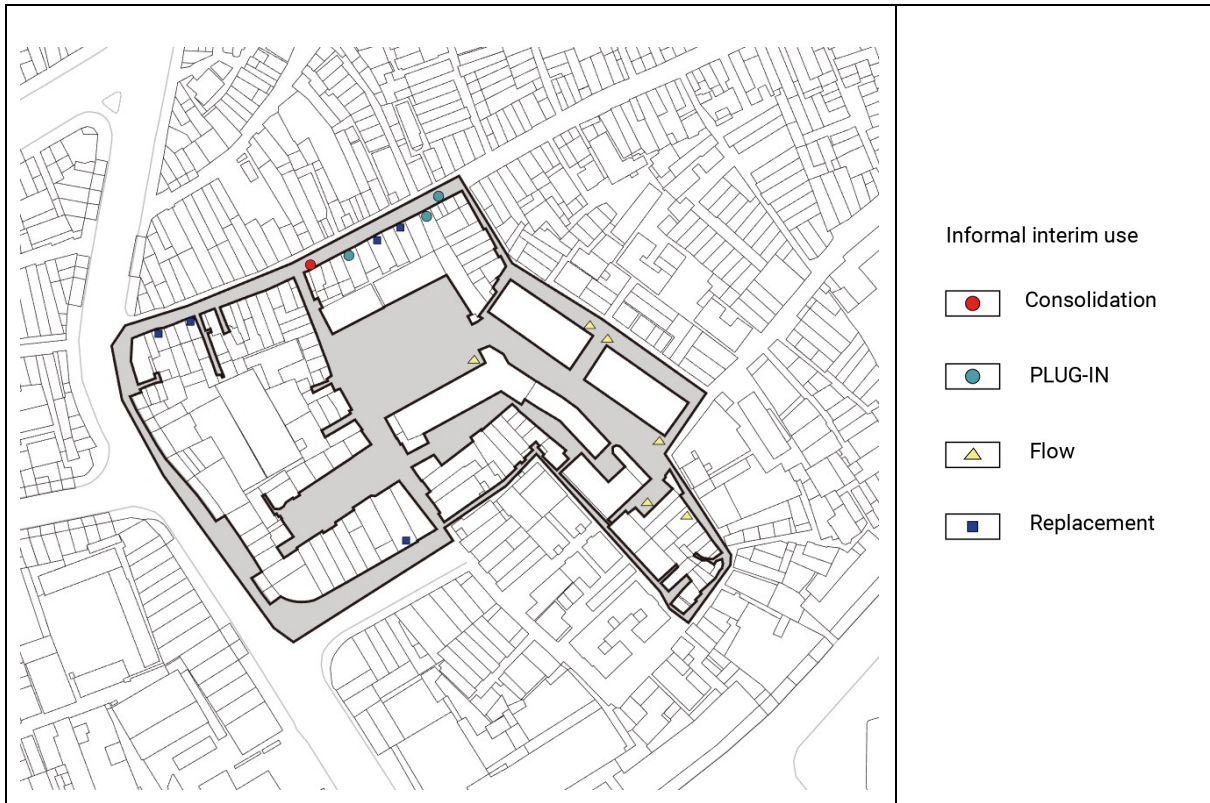 Informal interim use
Consolidation
PLUG-IN
Flow
Replacement